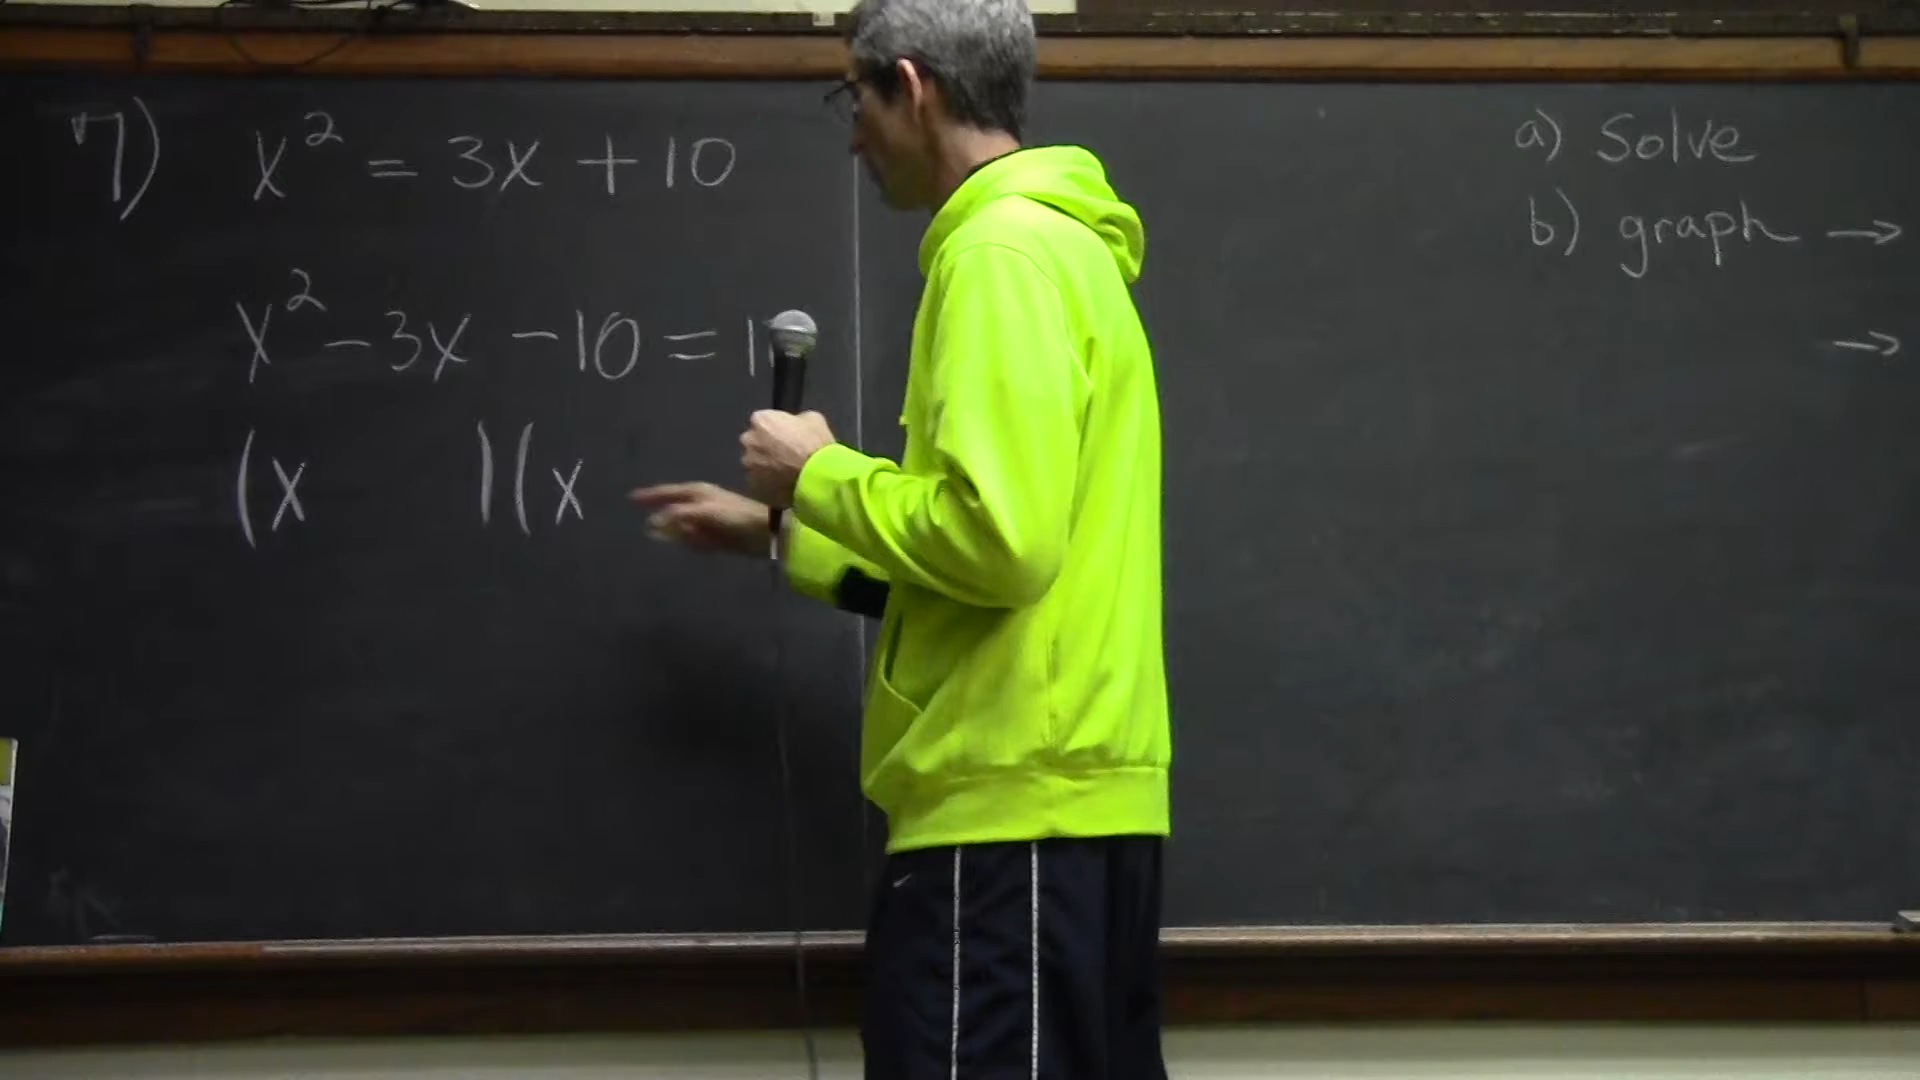 7) x² = 3x + 10
x² - 3x - 10 =
(x )(x
a) Solve
b) graph →
→